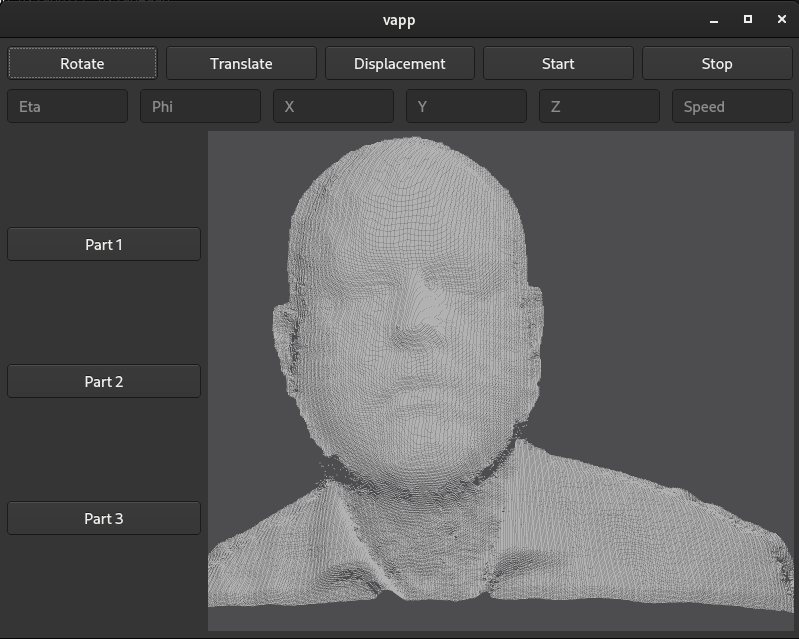 vapp
Rotate Translate Displacement Start Stop
Eta Phi X Y Z Speed
Part 1
Part 2
Part 3